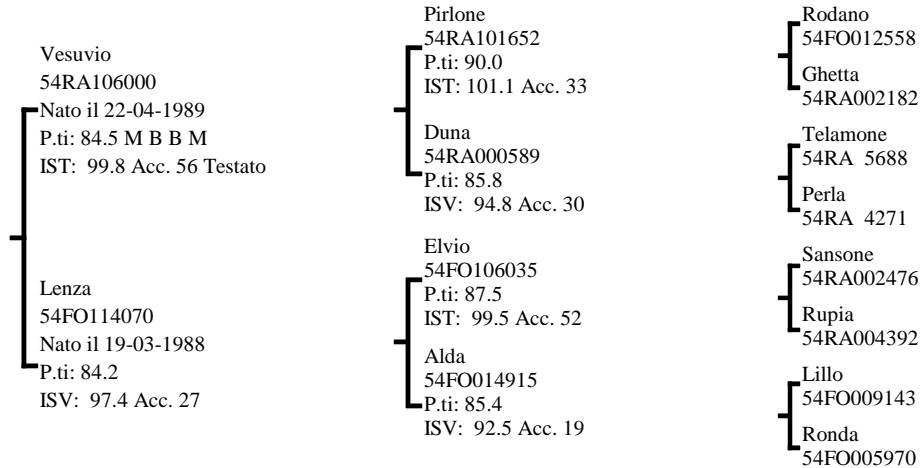 Vesuvio
54RA106000
Nato il 22-04-1989
P.ti: 84.5 M B B M
IST: 99.8 Acc. 56 Testato
Lenza
54FO114070
Nato il 19-03-1988
P.ti: 84.2
ISV: 97.4 Acc. 27
Pirlone
54RA101652
P.ti: 90.0
IST: 101.1 Acc. 33
Duna
54RA000589
P.ti: 85.8
ISV: 94.8 Acc. 30
Elvio
54FO106035
P.ti: 87.5
IST: 99.5 Acc. 52
Alda
54FO014915
P.ti: 85.4
ISV: 92.5 Acc. 19
Rodano
54FO012558
Ghetta
54RA002182
Telamone
54RA 5688
Perla
54RA 4271
Sansone
54RA002476
Rupia
54RA004392
Lillo
54FO009143
Ronda
54FO005970